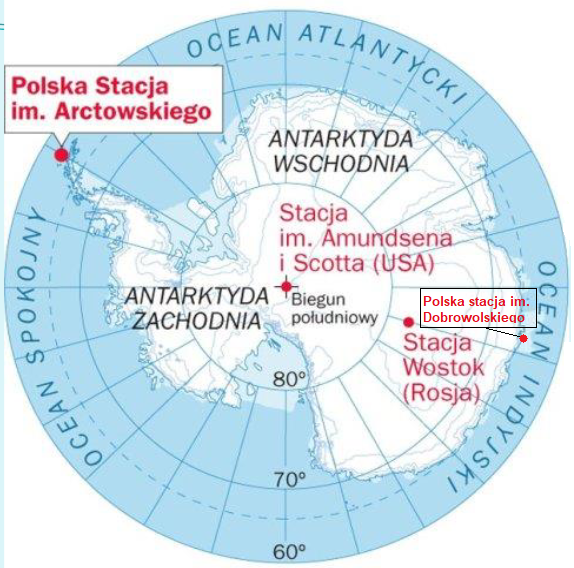 OCEAN ATLANTYCKI
Polska Stacja
im. Arctowskiego
ANTARKTYDA
WSCHODNIA
Stacja
im. Amundsena
i Scotta (USA)
OCEAN SPOKOJNY
ANTARKTYDA
ZACHODNIA
Biegun
południowy
Polska stacja im.
Dobrowolskiego
OCEAN INDYJSKI
Stacja
Wostok
(Rosja)
80°
70°
60°